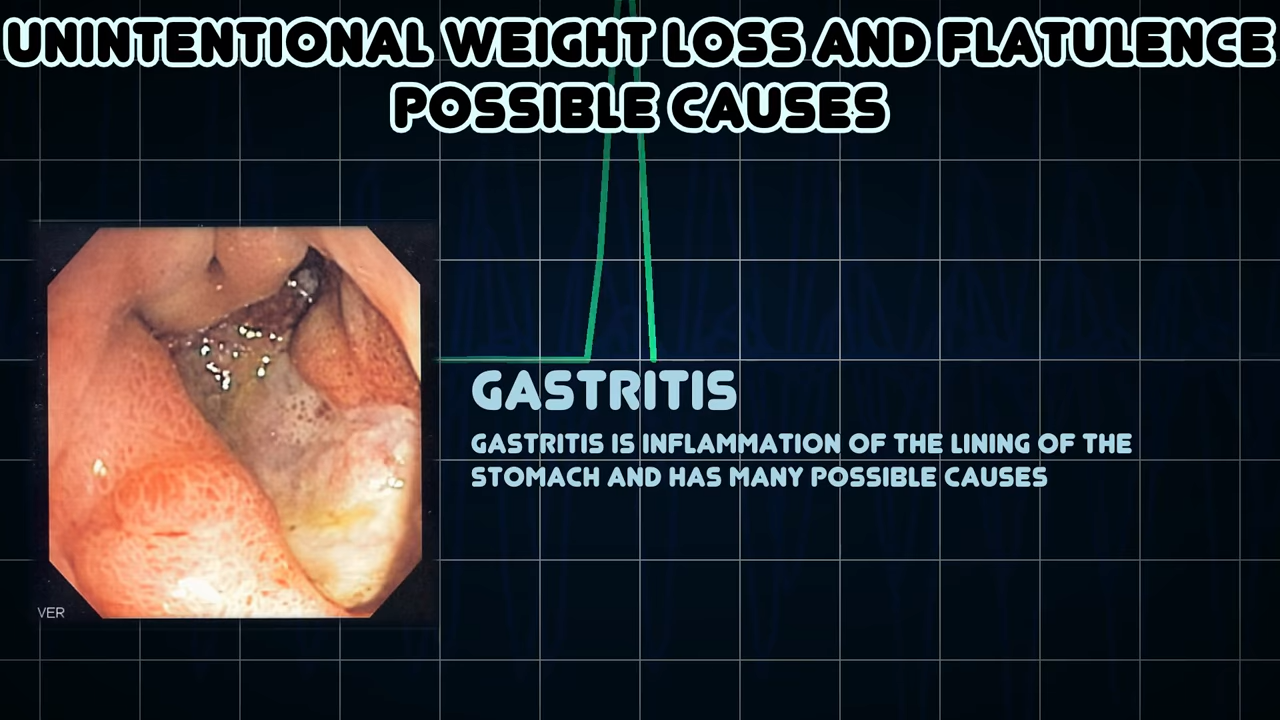 UNINTENTIONAL WEIGHT LOSS AND FLATULENCE
POSSIBLE CAUSES
GASTRITIS
GASTRITIS IS INFLAMMATION OF THE LINING OF THE
STOMACH AND HAS MANY POSSIBLE CAUSES
VER